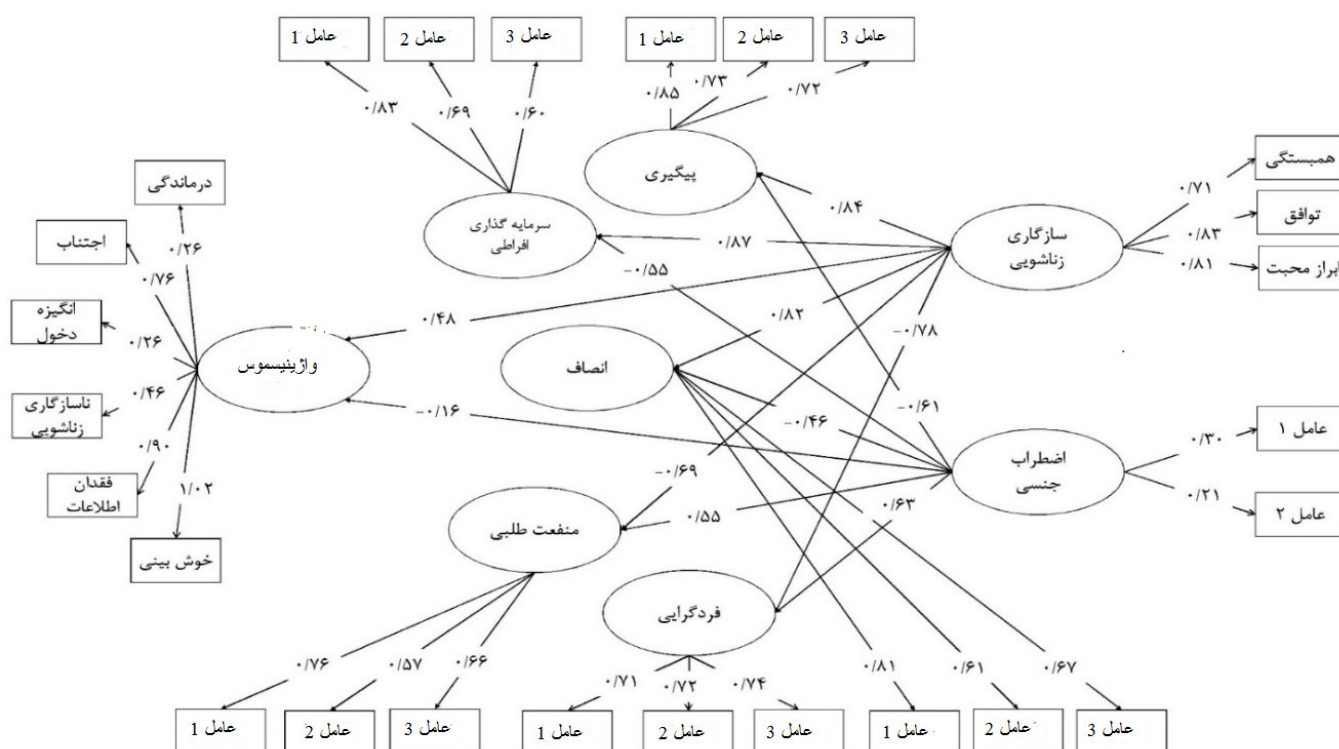 عامل 1
عامل 2
عامل 3
عامل 1
عامل 2
عامل 3
۰/۸۳
۰/۶۹
۰/۶۰
۰/۸۵
۰/۷۳
۰/۷۲
پیگیری
سرمایه گذاری
افراطی
سازگاری
زناشویی
۰/۸۴
۰/۸۷
همبستگی
توافق
ابراز محبت
۰/۷۱
۰/۸۳
۰/۸۱
درماندگی
اجتناب
انگیزه
دخول
ناسازگاری
زناشویی
فقدان
اطلاعات
خوش بینی
۰/۲۶
۰/۷۶
۰/۲۶
۰/۴۶
۰/۹۰
۱/۰۲
واژینیسموس
انصاف
-۰/۵۵
۰/۴۸
۰/۸۲
-۰/۷۸
-۰/۱۶
-۰/۴۶
-۰/۶۱
-۰/۶۹
۰/۵۵
۰/۶۳
اضطراب
جنسی
۰/۳۰
۰/۲۱
عامل ۱
عامل ۲
منفعت طلبی
فردگرایی
۰/۷۶
۰/۵۷
۰/۶۶
۰/۷۱
۰/۷۲
۰/۷۴
۰/۸۱
۰/۶۱
۰/۶۷
عامل 1
عامل 2
عامل 3
عامل 1
عامل 2
عامل 3
عامل 1
عامل 2
عامل 3